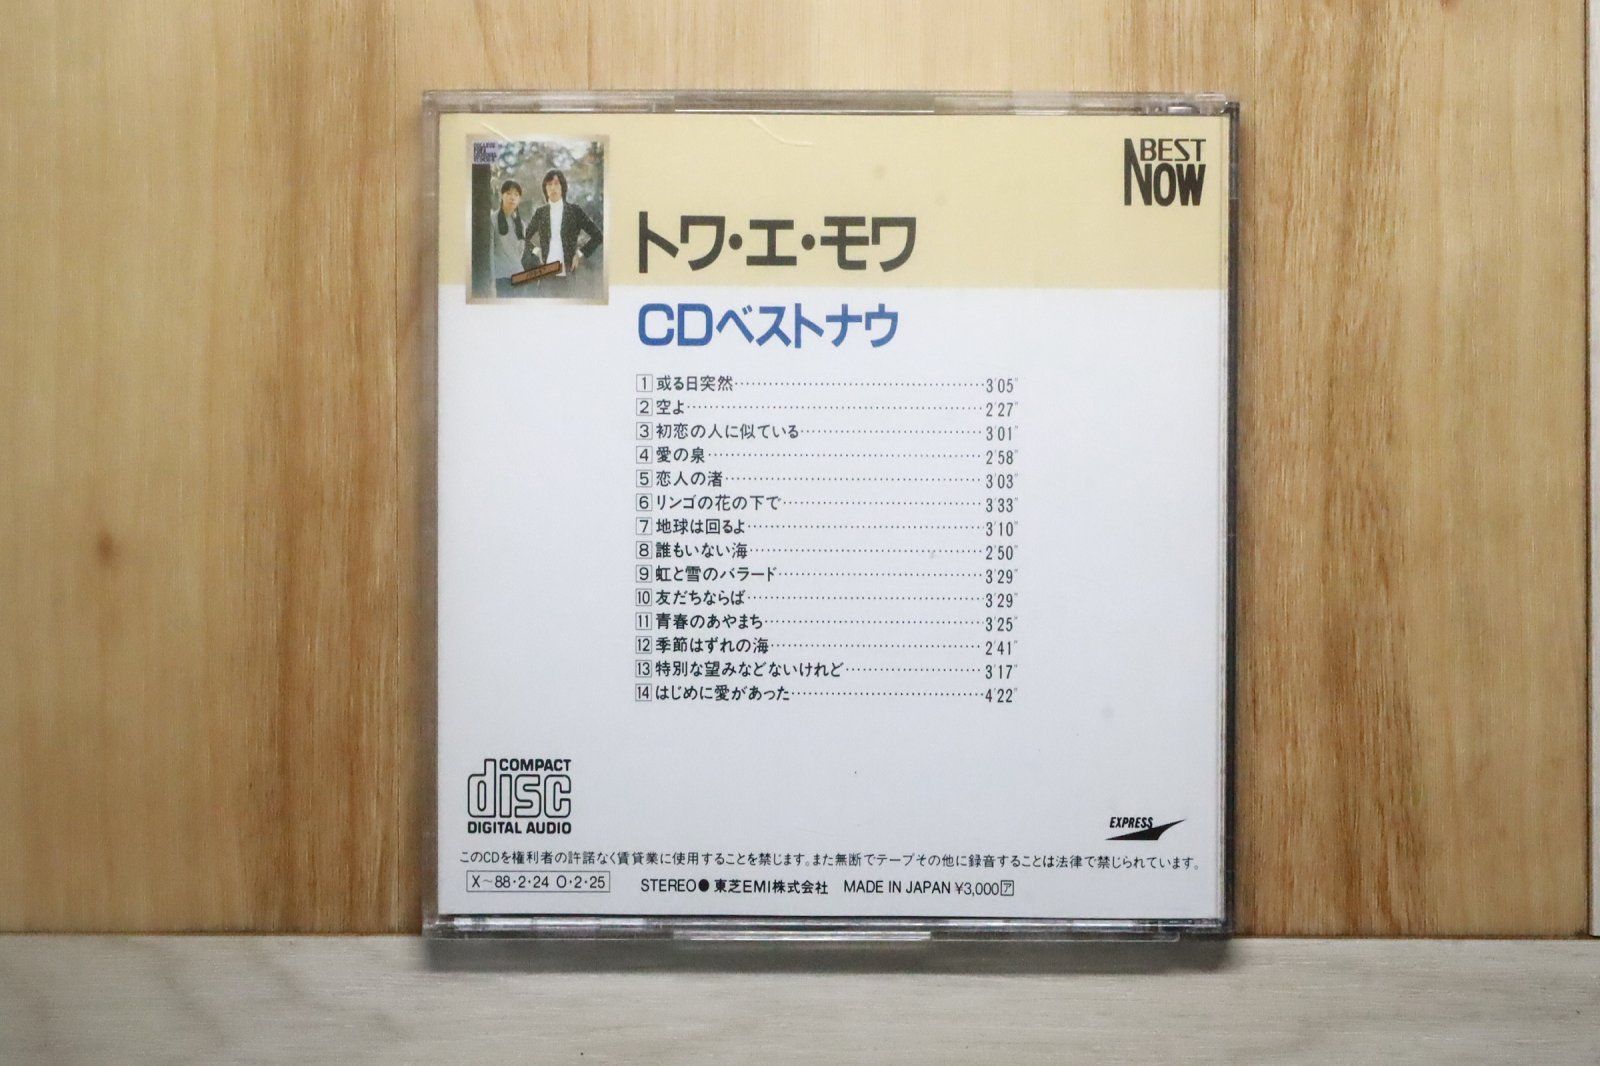 BEST
NOW
トワ・エ・モワ
CDベストナウ
1 或る日突然 3'05"
2 空よ 2'27"
3 初恋の人に似ている 3'01"
4 愛の泉 2'58"
5 恋人の渚 3'03"
6 リンゴの花の下で 3'33"
7 地球は回るよ 3'10"
8 誰もいない海 2'50"
9 虹と雪のバラード 3'29"
10 友だちならば 3'29"
11 青春のあやまち 3'25"
12 季節はずれの海 2'41"
13 特別な望みなどないけれど 3'17"
14 はじめに愛があった 4'22"
COMPACT
disc
DIGITAL AUDIO
EXPRESS
このCDを権利者の許諾なく賃貸業に使用することを禁じます。また無断でテープその他に録音することは法律で禁じられています。
X~88・2・24 O・2・25 STEREO● 東芝EMI株式会社 MADE IN JAPAN ¥3,000ア